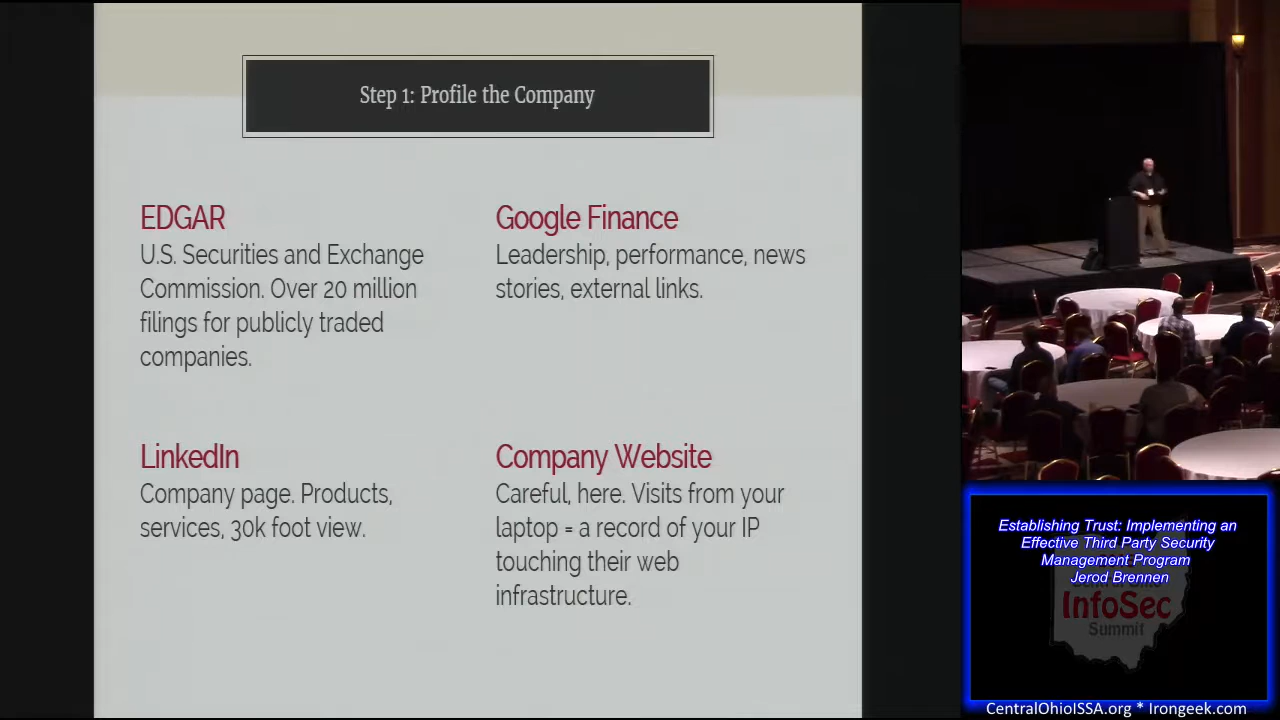 Step 1: Profile the Company
EDGAR
U.S. Securities and Exchange
Commission. Over 20 million
filings for publicly traded
companies.
Google Finance
Leadership, performance, news
stories, external links.
LinkedIn
Company page. Products,
services, 30k foot view.
Company Website
Careful, here. Visits from your
laptop = a record of your IP
touching their web
infrastructure.
Establishing Trust: Implementing an
Effective Third Party Security
Management Program
Jerod Brennen
InfoSec
Summit
CentralOhioISSA.org * Irongeek.com